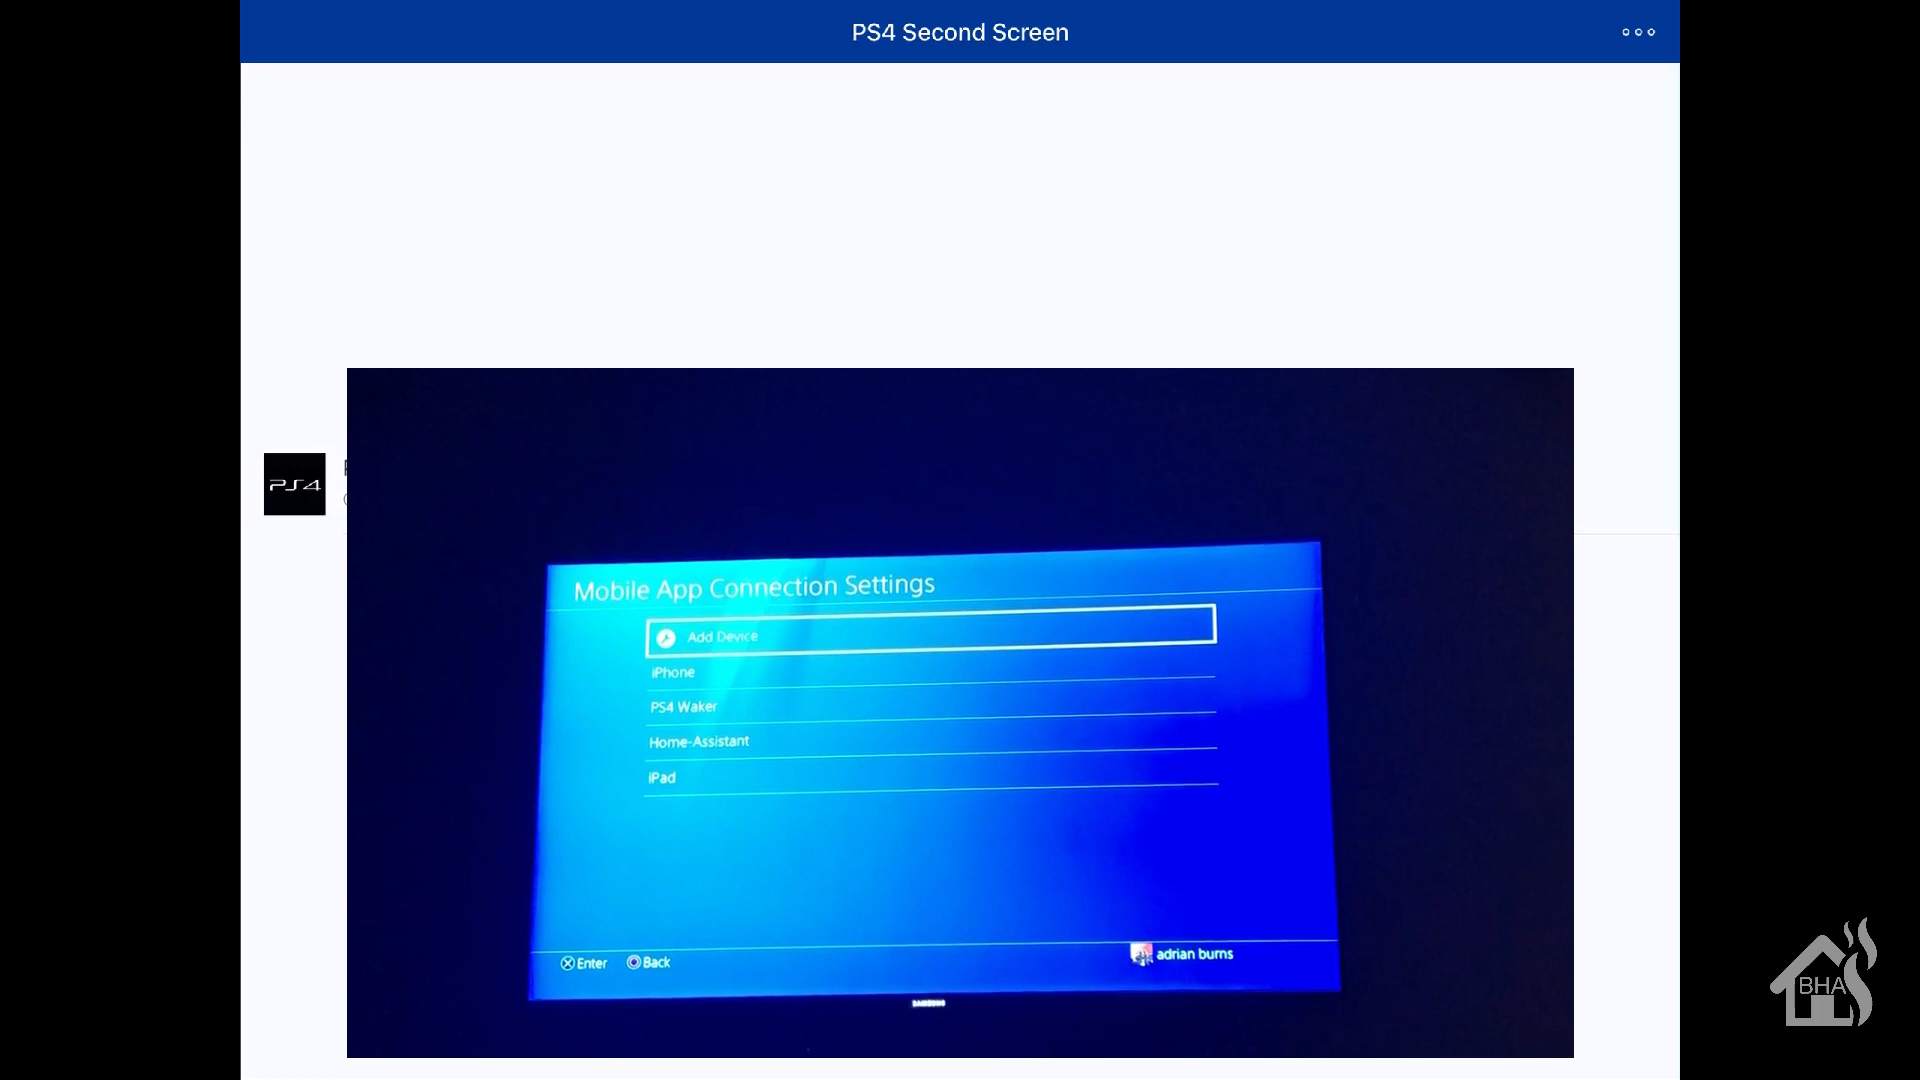 PS4 Second Screen
PS4
Mobile App Connection Settings
Add Device
iPhone
PS4 Waker
Home-Assistant
iPad
Enter
Back
adrian burns
SAMSUNG
BHA